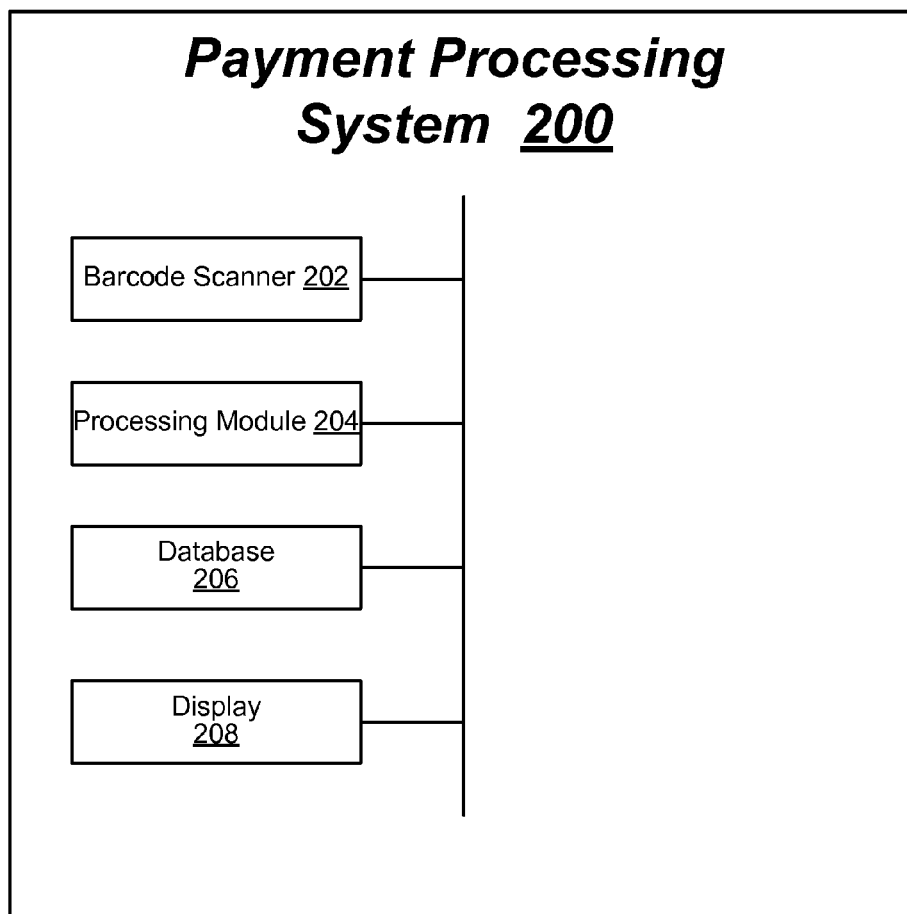 Payment Processing
System 200
Barcode Scanner 202
Processing Module 204
Database
206
Display
208